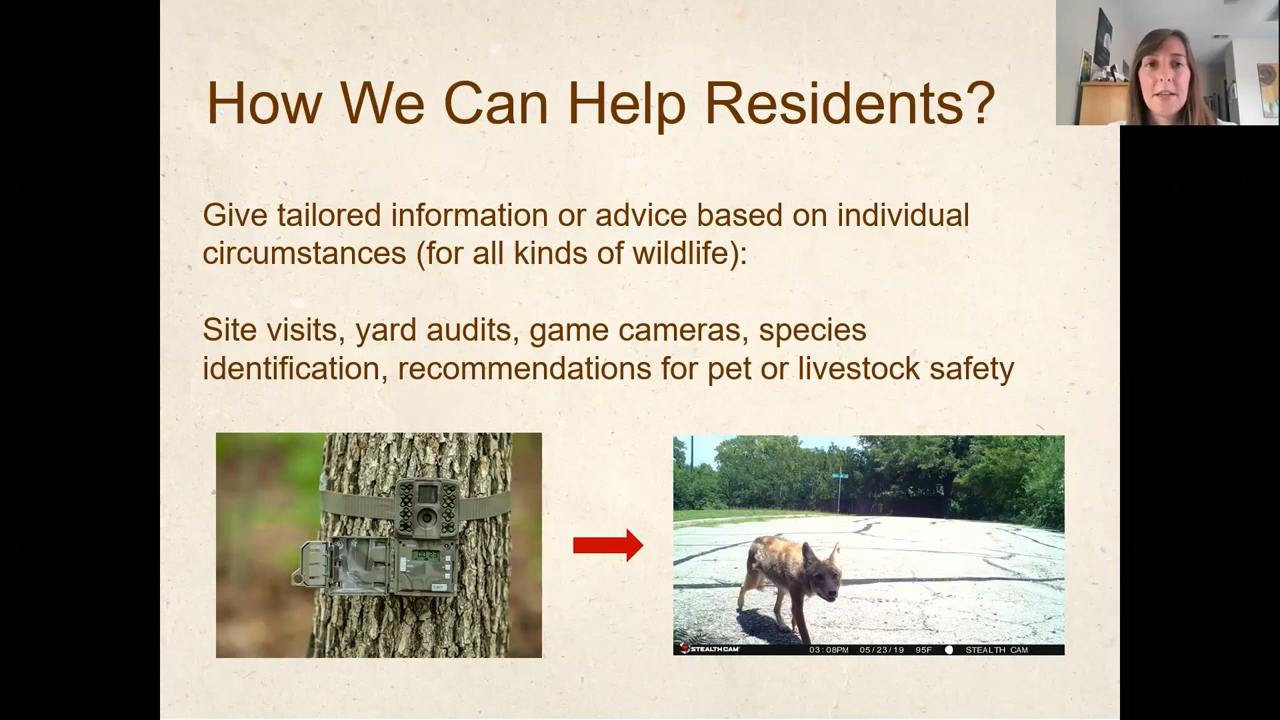 How We Can Help Residents?
Give tailored information or advice based on individual
circumstances (for all kinds of wildlife):
Site visits, yard audits, game cameras, species
identification, recommendations for pet or livestock safety
STEALTH CAM 03:08PM 05/23/19 95F STEALTH CAM